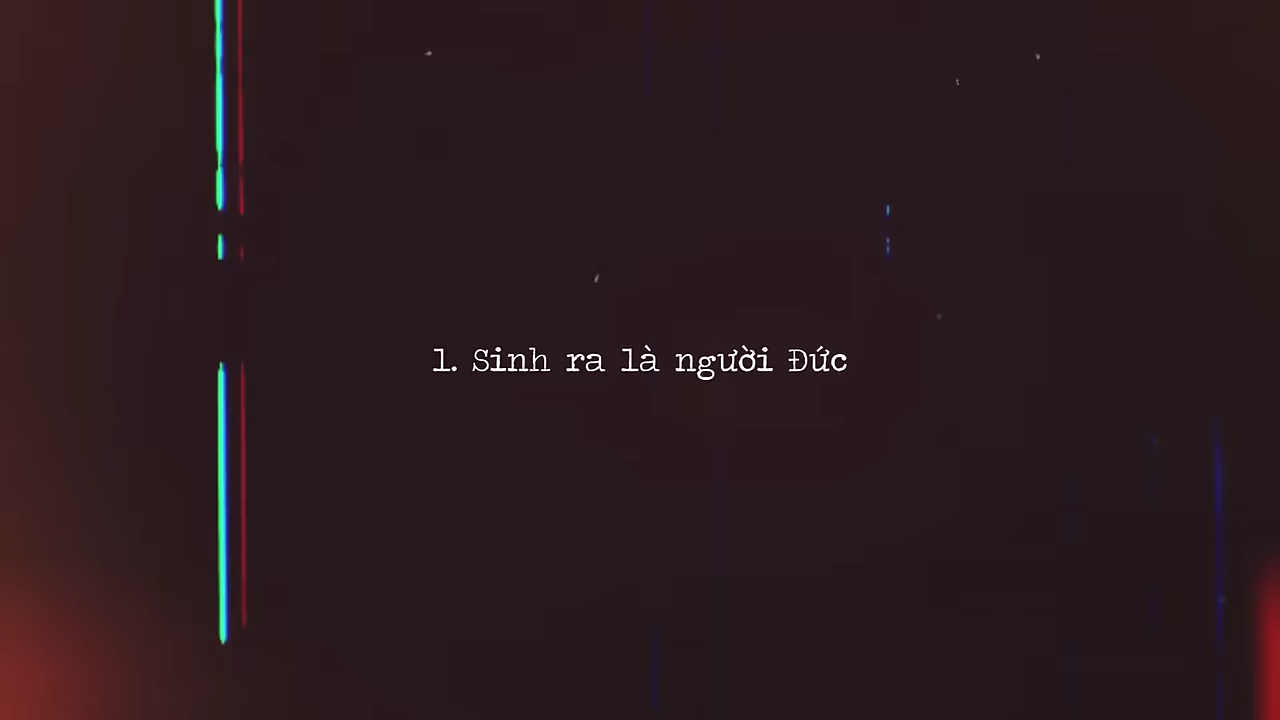 1. Sinh ra là người Đức